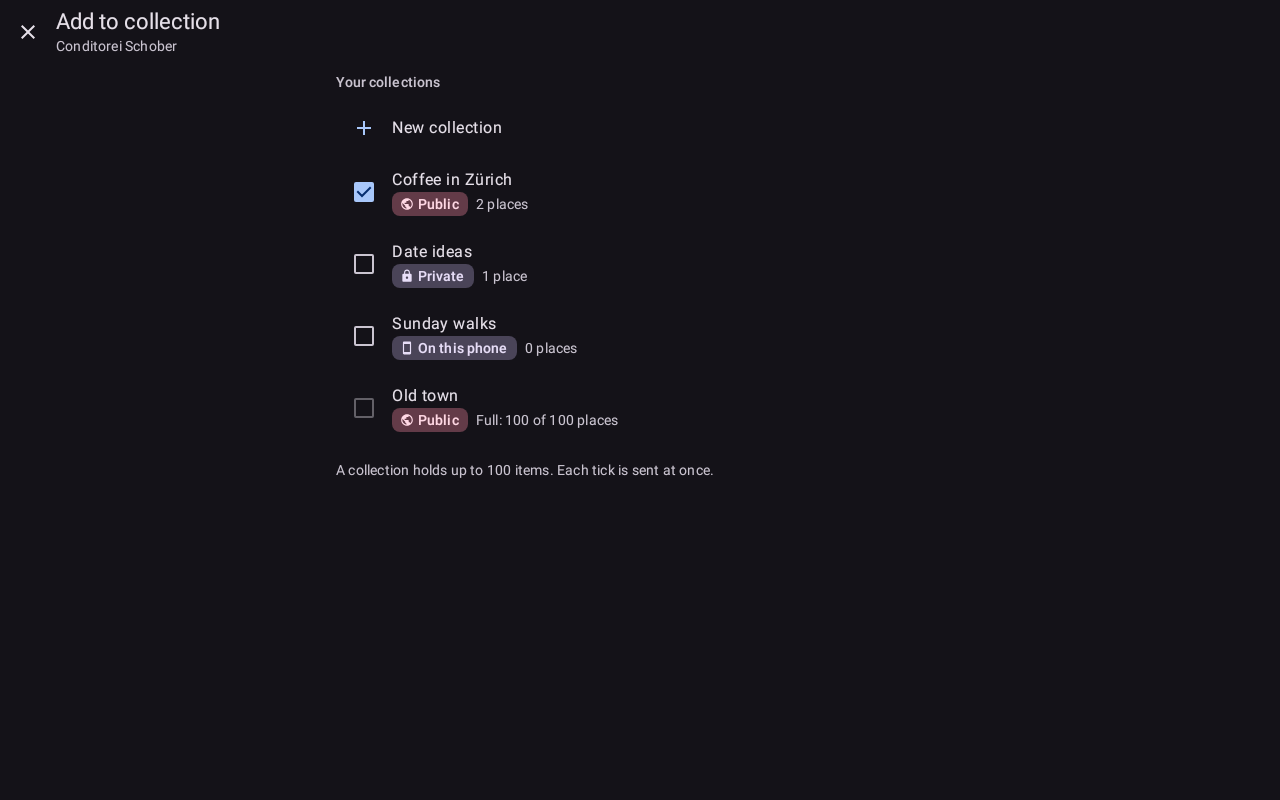 Add to collection
Conditorei Schober
Your collections
New collection
Coffee in Zürich
Public 2 places
Date ideas
Private 1 place
Sunday walks
On this phone 0 places
Old town
Public Full: 100 of 100 places
A collection holds up to 100 items. Each tick is sent at once.